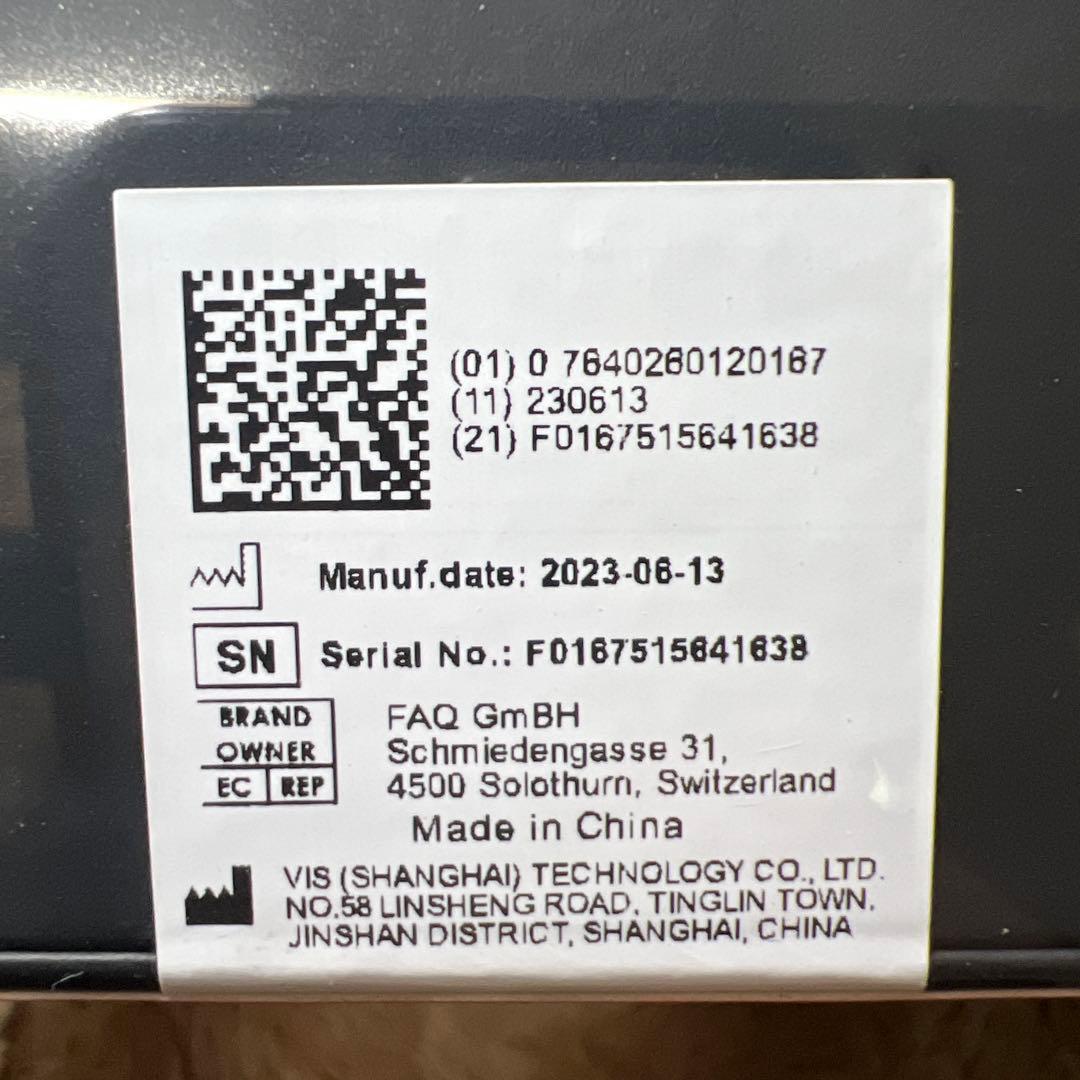 (01) 0 7640260120167
(11) 230613
(21) F0167515641638
Manuf.date: 2023-06-13
SN Serial No.: F0167515641638
BRAND OWNER
EC REP
FAQ GmBH
Schmiedengasse 31,
4500 Solothurn, Switzerland
Made in China
VIS (SHANGHAI) TECHNOLOGY CO., LTD.
NO.58 LINSHENG ROAD, TINGLIN TOWN,
JINSHAN DISTRICT, SHANGHAI, CHINA